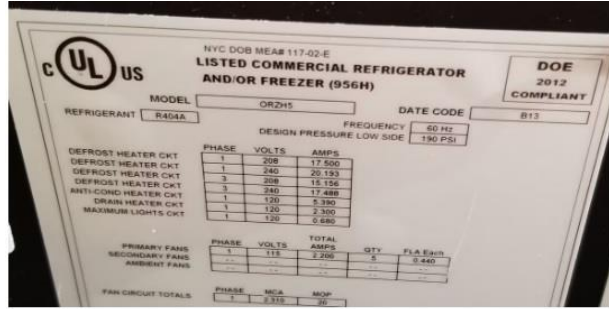 NYC DOB MEA# 117-02-E
C UL US
LISTED COMMERCIAL REFRIGERATOR
AND/OR FREEZER (956H)
DOE
2012
COMPLIANT
MODEL ORZH5 DATE CODE B13
REFRIGERANT R404A FREQUENCY 60 Hz
DESIGN PRESSURE LOW SIDE 190 PSI
PHASE VOLTS AMPS
DEFROST HEATER CKT 1 208 17.500
DEFROST HEATER CKT 1 240 20.193
DEFROST HEATER CKT 3 208 15.156
DEFROST HEATER CKT 3 240 17.488
ANTI-COND HEATER CKT 1 120 5.390
DRAIN HEATER CKT 1 120 2.300
MAXIMUM LIGHTS CKT 1 120 0.680
PHASE VOLTS TOTAL AMPS QTY FLA Each
PRIMARY FANS 1 115 2.200 5 0.440
SECONDARY FANS -- -- -- -- --
AMBIENT FANS -- -- -- -- --
PHASE MCA MOP
FAN CIRCUIT TOTALS 1 2.310 20